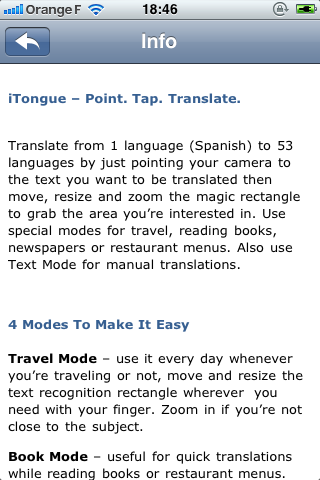 Orange F 18:46
Info
iTongue – Point. Tap. Translate.
Translate from 1 language (Spanish) to 53
languages by just pointing your camera to
the text you want to be translated then
move, resize and zoom the magic rectangle
to grab the area you’re interested in. Use
special modes for travel, reading books,
newspapers or restaurant menus. Also use
Text Mode for manual translations.
4 Modes To Make It Easy
Travel Mode – use it every day whenever
you’re traveling or not, move and resize the
text recognition rectangle wherever  you
need with your finger. Zoom in if you’re not
close to the subject.
Book Mode – useful for quick translations
while reading books or restaurant menus.